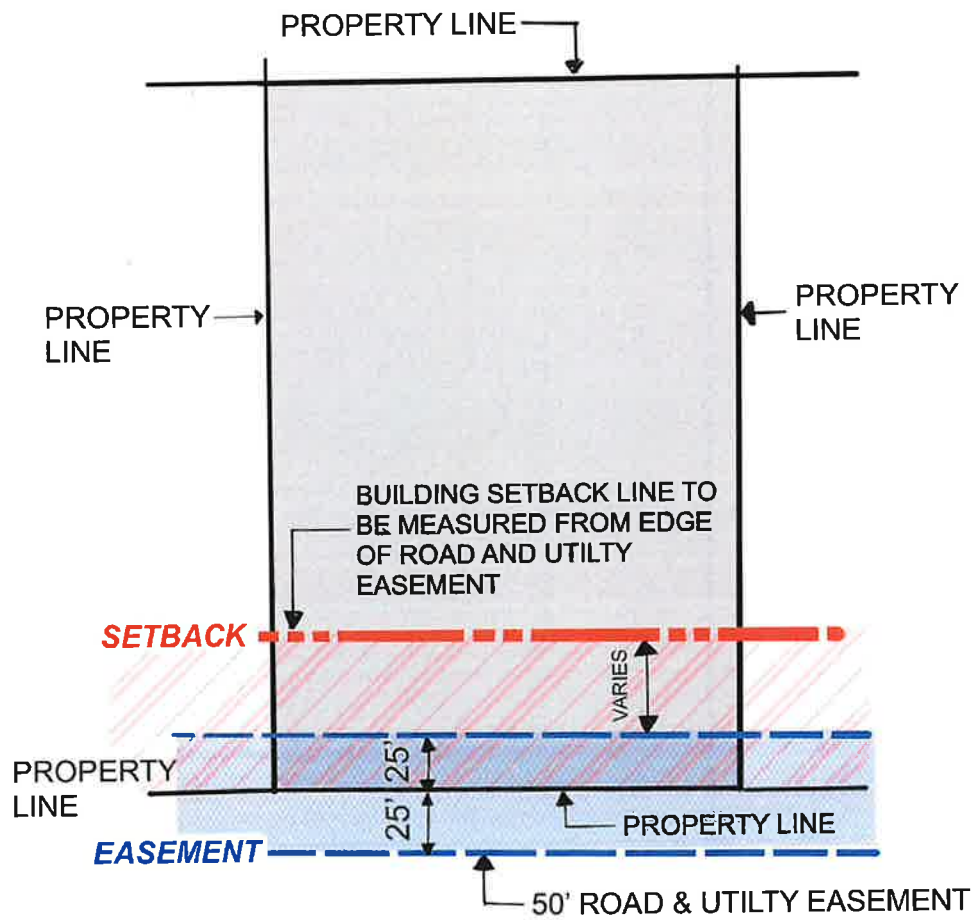 PROPERTY LINE
PROPERTY
LINE
PROPERTY
LINE
BUILDING SETBACK LINE TO
BE MEASURED FROM EDGE
OF ROAD AND UTILTY
EASEMENT
SETBACK
VARIES
25'
PROPERTY
LINE
25'
PROPERTY LINE
EASEMENT
50' ROAD & UTILTY EASEMENT